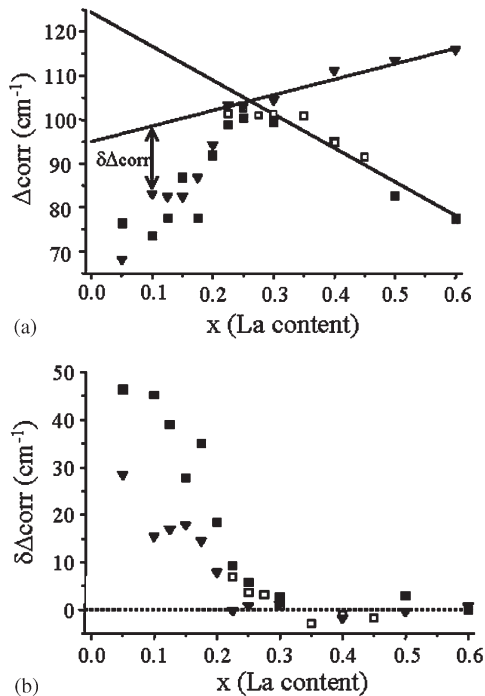 120
110
100
90
80
70
Δcorr (cm⁻¹)
δΔcorr
0.0 0.1 0.2 0.3 0.4 0.5 0.6
(a) x (La content)
50
40
30
20
10
0
δΔcorr (cm⁻¹)
0.0 0.1 0.2 0.3 0.4 0.5 0.6
(b) x (La content)